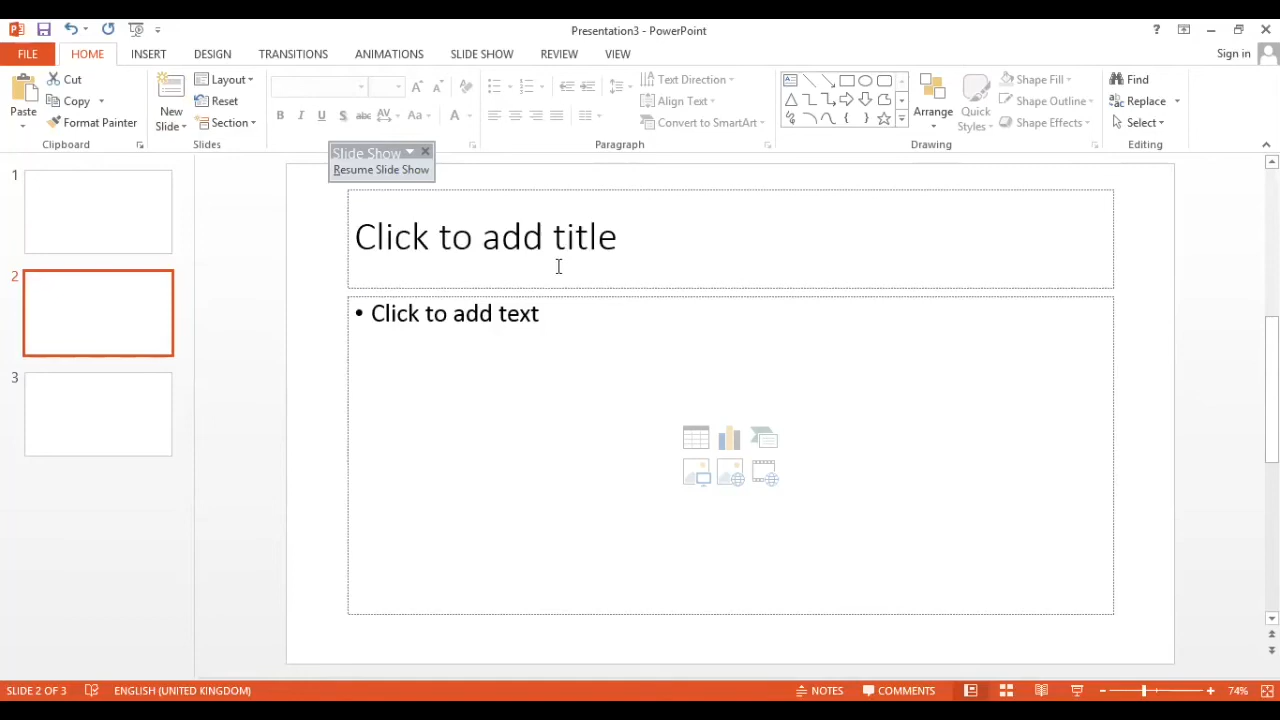 Presentation3 - PowerPoint
?
Sign in
FILE HOME INSERT DESIGN TRANSITIONS ANIMATIONS SLIDE SHOW REVIEW VIEW
Paste
Cut
Copy
Format Painter
Clipboard
New
Slide
Layout
Reset
Section
Slides
B I U S abc AV Aa A
Text Direction
Align Text
Convert to SmartArt
Paragraph
Arrange
Quick
Styles
Shape Fill
Shape Outline
Shape Effects
Drawing
Find
Replace
Select
Editing
Slide Show
Resume Slide Show
1
2
3
Click to add title
• Click to add text
SLIDE 2 OF 3 ENGLISH (UNITED KINGDOM) NOTES COMMENTS 74%